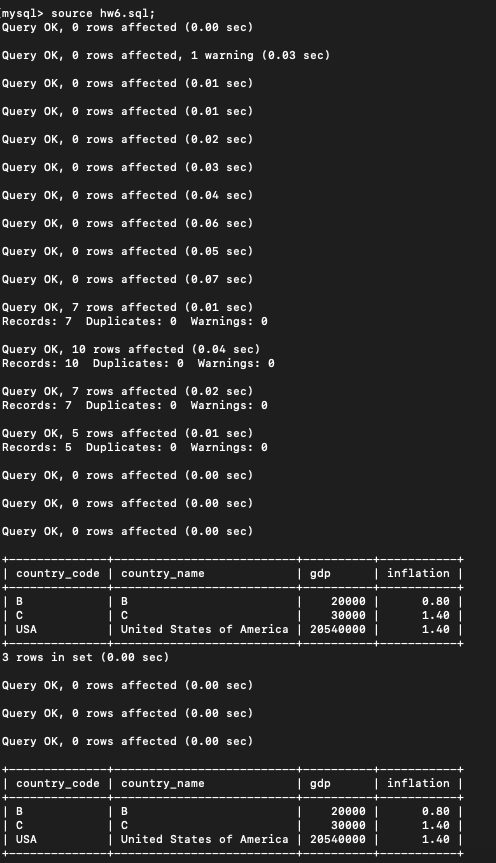 [mysql> source hw6.sql;
Query OK, 0 rows affected (0.00 sec)
Query OK, 0 rows affected, 1 warning (0.03 sec)
Query OK, 0 rows affected (0.01 sec)
Query OK, 0 rows affected (0.01 sec)
Query OK, 0 rows affected (0.02 sec)
Query OK, 0 rows affected (0.03 sec)
Query OK, 0 rows affected (0.04 sec)
Query OK, 0 rows affected (0.06 sec)
Query OK, 0 rows affected (0.05 sec)
Query OK, 0 rows affected (0.07 sec)
Query OK, 7 rows affected (0.01 sec)
Records: 7  Duplicates: 0  Warnings: 0
Query OK, 10 rows affected (0.04 sec)
Records: 10  Duplicates: 0  Warnings: 0
Query OK, 7 rows affected (0.02 sec)
Records: 7  Duplicates: 0  Warnings: 0
Query OK, 5 rows affected (0.01 sec)
Records: 5  Duplicates: 0  Warnings: 0
Query OK, 0 rows affected (0.00 sec)
Query OK, 0 rows affected (0.00 sec)
Query OK, 0 rows affected (0.00 sec)
+--------------+--------------------------+----------+-----------+
| country_code | country_name             | gdp      | inflation |
+--------------+--------------------------+----------+-----------+
| B            | B                        |    20000 |      0.80 |
| C            | C                        |    30000 |      1.40 |
| USA          | United States of America | 20540000 |      1.40 |
+--------------+--------------------------+----------+-----------+
3 rows in set (0.00 sec)
Query OK, 0 rows affected (0.00 sec)
Query OK, 0 rows affected (0.00 sec)
Query OK, 0 rows affected (0.00 sec)
+--------------+--------------------------+----------+-----------+
| country_code | country_name             | gdp      | inflation |
+--------------+--------------------------+----------+-----------+
| B            | B                        |    20000 |      0.80 |
| C            | C                        |    30000 |      1.40 |
| USA          | United States of America | 20540000 |      1.40 |
+--------------+--------------------------+----------+-----------+